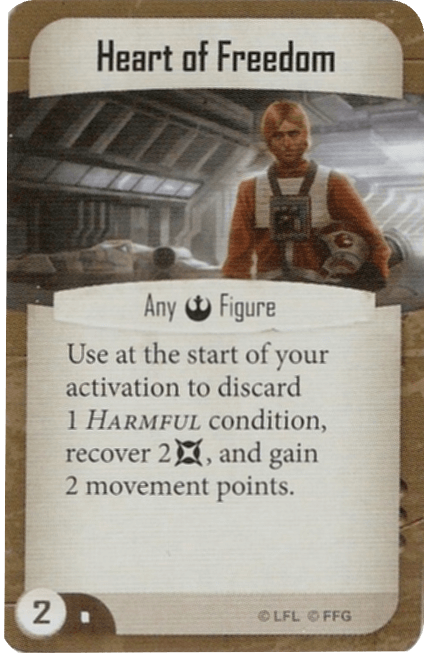 Heart of Freedom
Any Figure
Use at the start of your
activation to discard
1 HARMFUL condition,
recover 2 , and gain
2 movement points.
2
© LFL © FFG